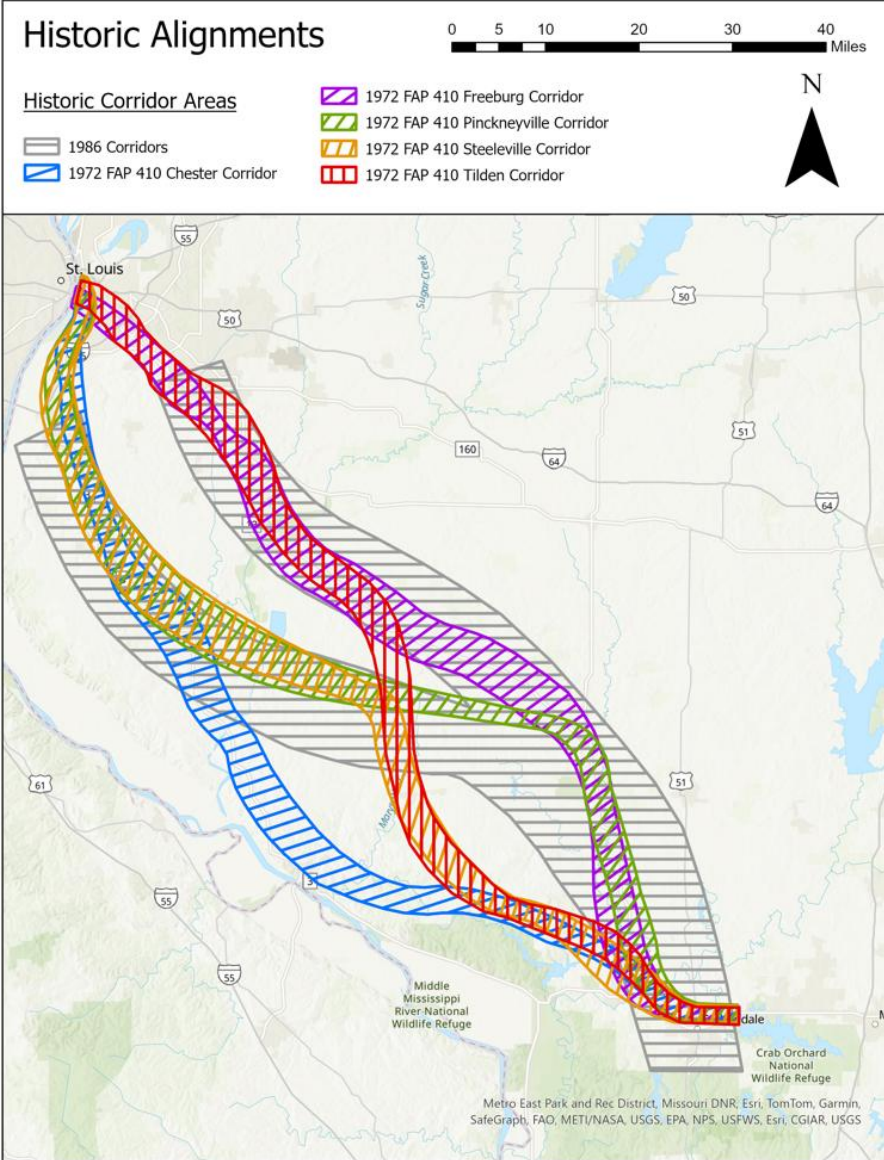 Historic Alignments
0 5 10 20 30 40
Miles
Historic Corridor Areas
1986 Corridors
1972 FAP 410 Chester Corridor
1972 FAP 410 Freeburg Corridor
1972 FAP 410 Pinckneyville Corridor
1972 FAP 410 Steeleville Corridor
1972 FAP 410 Tilden Corridor
N
55
St. Louis
Sugar Creek
50
50
51
160
64
64
51
61
3
55
55
Middle
Mississippi
River National
Wildlife Refuge
dale
M
Crab Orchard
National
Wildlife Refuge
Metro East Park and Rec District, Missouri DNR, Esri, TomTom, Garmin,
SafeGraph, FAO, METI/NASA, USGS, EPA, NPS, USFWS, Esri, CGIAR, USGS